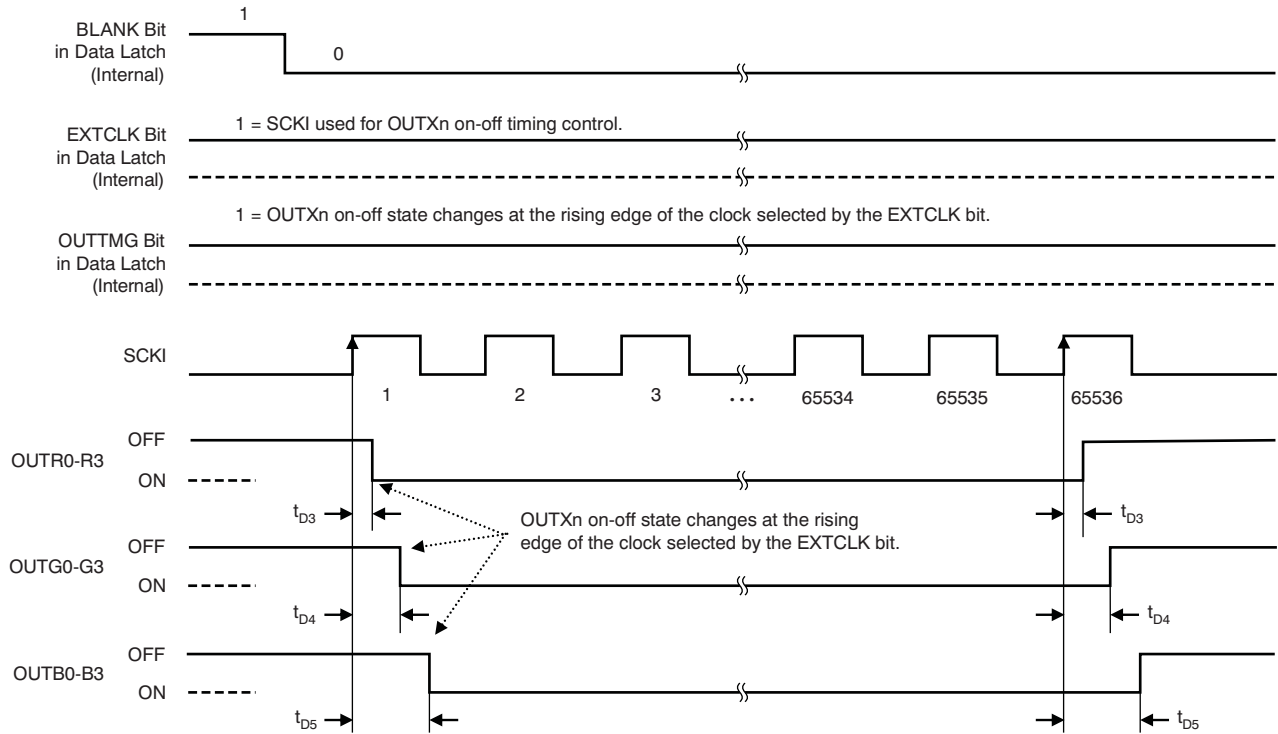 1
BLANK Bit
in Data Latch
(Internal)
0
1 = SCKI used for OUTXn on-off timing control.
EXTCLK Bit
in Data Latch
(Internal)
1 = OUTXn on-off state changes at the rising edge of the clock selected by the EXTCLK bit.
OUTTMG Bit
in Data Latch
(Internal)
SCKI
1 2 3 ... 65534 65535 65536
OFF
OUTR0-R3
ON
tD3 tD3
OUTXn on-off state changes at the rising
edge of the clock selected by the EXTCLK bit.
OFF
OUTG0-G3
ON
tD4 tD4
OFF
OUTB0-B3
ON
tD5 tD5